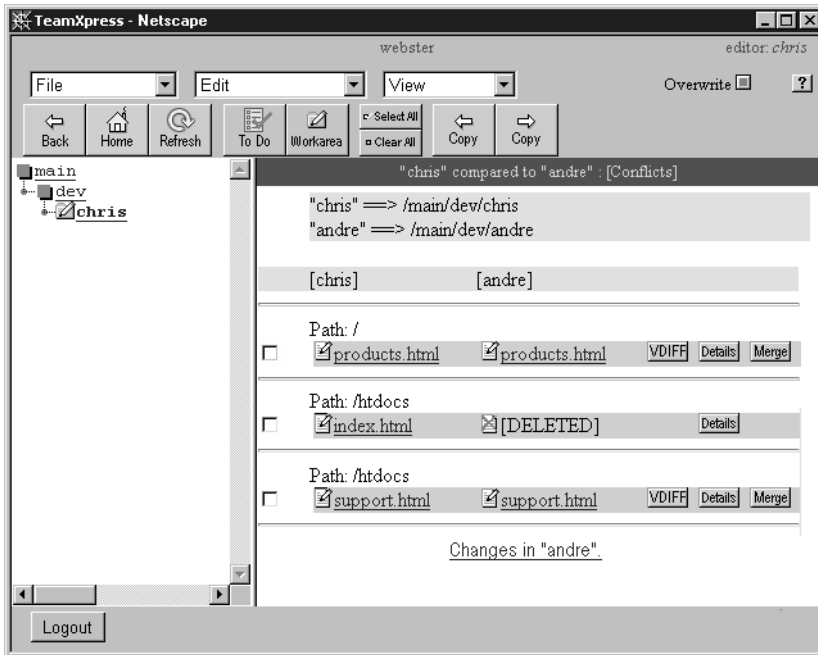 TeamXpress - Netscape
webster
editor: chris
File Edit View Overwrite ?
Back Home Refresh To Do Workarea Select All Clear All Copy Copy
main
dev
chris
"chris" compared to "andre" : [Conflicts]
"chris" ==> /main/dev/chris
"andre" ==> /main/dev/andre
[chris] [andre]
Path: /
products.html products.html VDIFF Details Merge
Path: /htdocs
index.html [DELETED] Details
Path: /htdocs
support.html support.html VDIFF Details Merge
Changes in "andre".
Logout